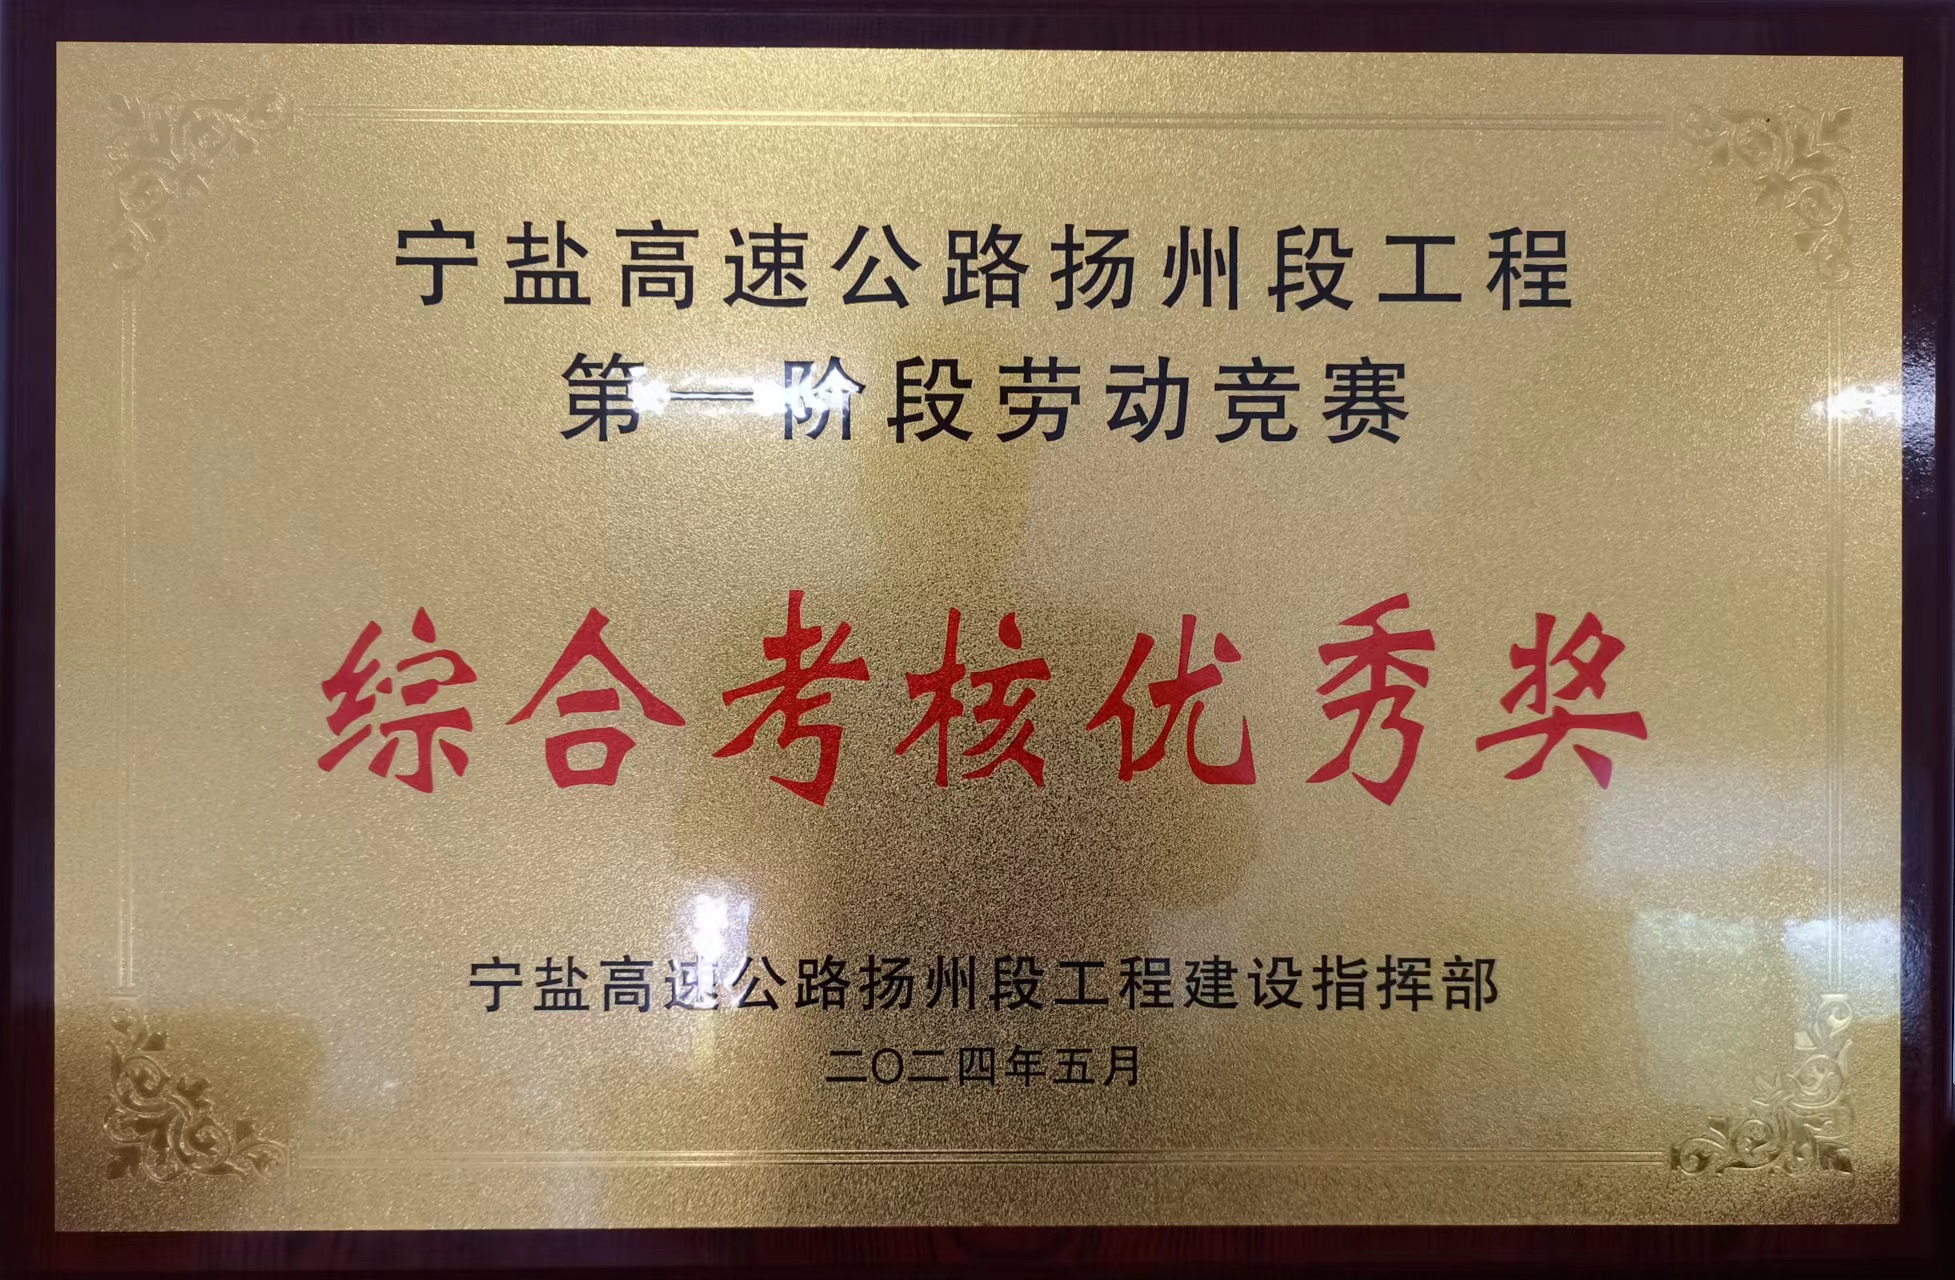 宁盐高速公路扬州段工程
第一阶段劳动竞赛
综合考核优秀奖
宁盐高速公路扬州段工程建设指挥部
二〇二四年五月